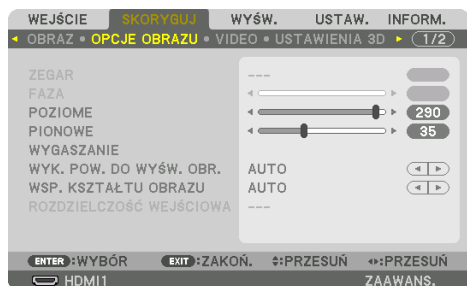 WEJŚCIE SKORYGUJ WYŚW. USTAW. INFORM.
OBRAZ • OPCJE OBRAZU • VIDEO • USTAWIENIA 3D 1/2
ZEGAR ---
FAZA
POZIOME 290
PIONOWE 35
WYGASZANIE
WYK. POW. DO WYŚW. OBR. AUTO
WSP. KSZTAŁTU OBRAZU AUTO
ROZDZIELCZOŚĆ WEJŚCIOWA ---
ENTER :WYBÓR EXIT :ZAKOŃ. :PRZESUŃ :PRZESUŃ
HDMI1 ZAAWANS.